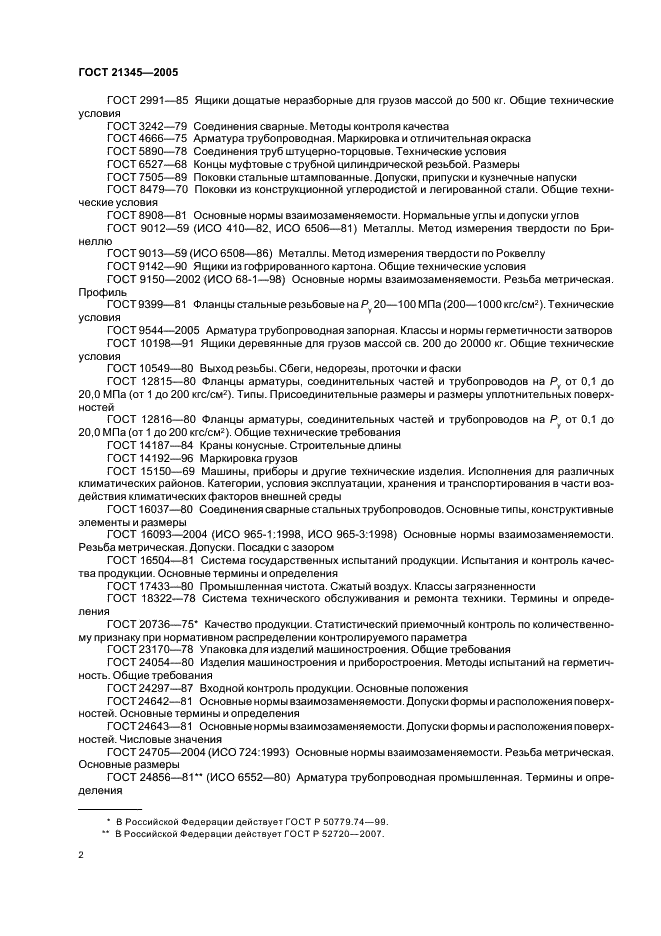 ГОСТ 21345—2005
ГОСТ 2991—85 Ящики дощатые неразборные для грузов массой до 500 кг. Общие технические
условия
ГОСТ 3242—79 Соединения сварные. Методы контроля качества
ГОСТ 4666—75 Арматура трубопроводная. Маркировка и отличительная окраска
ГОСТ 5890—78 Соединения труб штуцерно-торцовые. Технические условия
ГОСТ 6527—68 Концы муфтовые с трубной цилиндрической резьбой. Размеры
ГОСТ 7505—89 Поковки стальные штампованные. Допуски, припуски и кузнечные напуски
ГОСТ 8479—70 Поковки из конструкционной углеродистой и легированной стали. Общие техни-
ческие условия
ГОСТ 8908—81 Основные нормы взаимозаменяемости. Нормальные углы и допуски углов
ГОСТ 9012—59 (ИСО 410—82, ИСО 6506—81) Металлы. Метод измерения твердости по Бри-
неллю
ГОСТ 9013—59 (ИСО 6508—86) Металлы. Метод измерения твердости по Роквеллу
ГОСТ 9142—90 Ящики из гофрированного картона. Общие технические условия
ГОСТ 9150—2002 (ИСО 68-1—98) Основные нормы взаимозаменяемости. Резьба метрическая.
Профиль
ГОСТ 9399—81 Фланцы стальные резьбовые на Pу 20—100 МПа (200—1000 кгс/см²). Технические
условия
ГОСТ 9544—2005 Арматура трубопроводная запорная. Классы и нормы герметичности затворов
ГОСТ 10198—91 Ящики деревянные для грузов массой св. 200 до 20000 кг. Общие технические
условия
ГОСТ 10549—80 Выход резьбы. Сбеги, недорезы, проточки и фаски
ГОСТ 12815—80 Фланцы арматуры, соединительных частей и трубопроводов на Pу от 0,1 до
20,0 МПа (от 1 до 200 кгс/см²). Типы. Присоединительные размеры и размеры уплотнительных поверх-
ностей
ГОСТ 12816—80 Фланцы арматуры, соединительных частей и трубопроводов на Pу от 0,1 до
20,0 МПа (от 1 до 200 кгс/см²). Общие технические требования
ГОСТ 14187—84 Краны конусные. Строительные длины
ГОСТ 14192—96 Маркировка грузов
ГОСТ 15150—69 Машины, приборы и другие технические изделия. Исполнения для различных
климатических районов. Категории, условия эксплуатации, хранения и транспортирования в части воз-
действия климатических факторов внешней среды
ГОСТ 16037—80 Соединения сварные стальных трубопроводов. Основные типы, конструктивные
элементы и размеры
ГОСТ 16093—2004 (ИСО 965-1:1998, ИСО 965-3:1998) Основные нормы взаимозаменяемости.
Резьба метрическая. Допуски. Посадки с зазором
ГОСТ 16504—81 Система государственных испытаний продукции. Испытания и контроль качес-
тва продукции. Основные термины и определения
ГОСТ 17433—80 Промышленная чистота. Сжатый воздух. Классы загрязненности
ГОСТ 18322—78 Система технического обслуживания и ремонта техники. Термины и опреде-
ления
ГОСТ 20736—75* Качество продукции. Статистический приемочный контроль по количественно-
му признаку при нормативном распределении контролируемого параметра
ГОСТ 23170—78 Упаковка для изделий машиностроения. Общие требования
ГОСТ 24054—80 Изделия машиностроения и приборостроения. Методы испытаний на герметич-
ность. Общие требования
ГОСТ 24297—87 Входной контроль продукции. Основные положения
ГОСТ 24642—81 Основные нормы взаимозаменяемости. Допуски формы и расположения поверх-
ностей. Основные термины и определения
ГОСТ 24643—81 Основные нормы взаимозаменяемости. Допуски формы и расположения поверх-
ностей. Числовые значения
ГОСТ 24705—2004 (ИСО 724:1993) Основные нормы взаимозаменяемости. Резьба метрическая.
Основные размеры
ГОСТ 24856—81** (ИСО 6552—80) Арматура трубопроводная промышленная. Термины и опре-
деления
* В Российской Федерации действует ГОСТ Р 50779.74—99.
** В Российской Федерации действует ГОСТ Р 52720—2007.
2